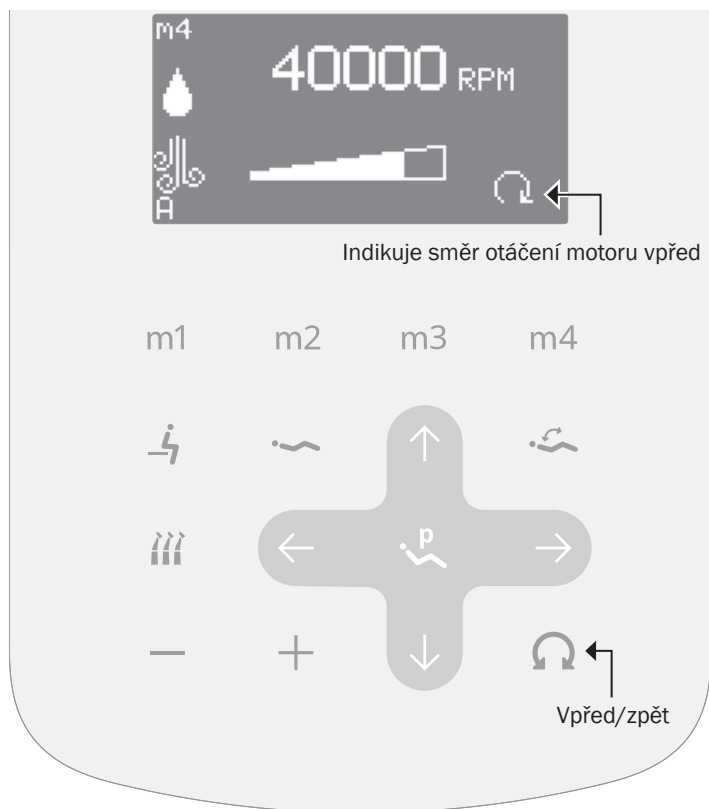 m4
40000 RPM
A
Indikuje směr otáčení motoru vpřed
m1 m2 m3 m4
p
Vpřed/zpět